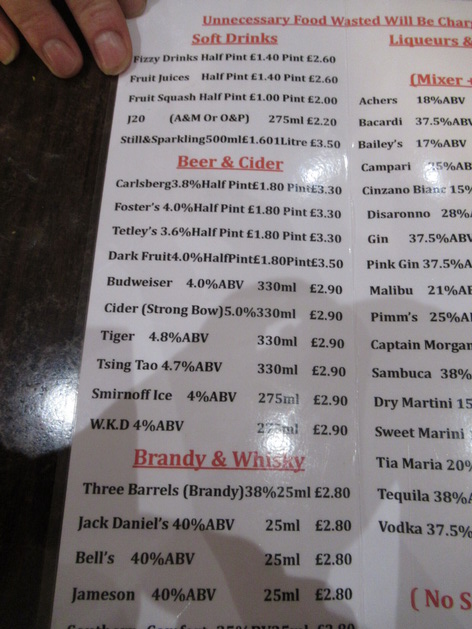 Unnecessary Food Wasted Will Be
Soft Drinks
Fizzy Drinks Half Pint £1.40 Pint £2.60
Fruit Juices Half Pint £1.40 Pint £2.60
Fruit Squash Half Pint £1.00 Pint £2.00
J20 (A&M Or O&P) 275ml £2.20
Still&Sparkling500ml£1.601Litre £3.50
Beer & Cider
Carlsberg3.8%Half Pint£1.80 Pint£3.30
Foster's 4.0%Half Pint £1.80 Pint £3.30
Tetley's 3.6%Half Pint £1.80 Pint £3.30
Dark Fruit4.0%HalfPint£1.80Pint£3.50
Budweiser 4.0%ABV 330ml £2.90
Cider (Strong Bow)5.0%330ml £2.90
Tiger 4.8%ABV 330ml £2.90
Tsing Tao 4.7%ABV 330ml £2.90
Smirnoff Ice 4%ABV 275ml £2.90
W.K.D 4%ABV 275ml £2.90
Brandy & Whisky
Three Barrels (Brandy)38%25ml £2.80
Jack Daniel's 40%ABV 25ml £2.80
Bell's 40%ABV 25ml £2.80
Jameson 40%ABV 25ml £2.80
Liqueurs &
(Mixer
Achers 18%ABV
Bacardi 37.5%ABV
Bailey's 17%ABV
Campari 25%AB
Cinzano Bianc 15%
Disaronno 28%
Gin 37.5%ABV
Pink Gin 37.5%A
Malibu 21%AB
Pimm's 25%A
Captain Morgan
Sambuca 38%
Dry Martini 15
Sweet Marini
Tia Maria 20%
Tequila 38%A
Vodka 37.5%
( No S